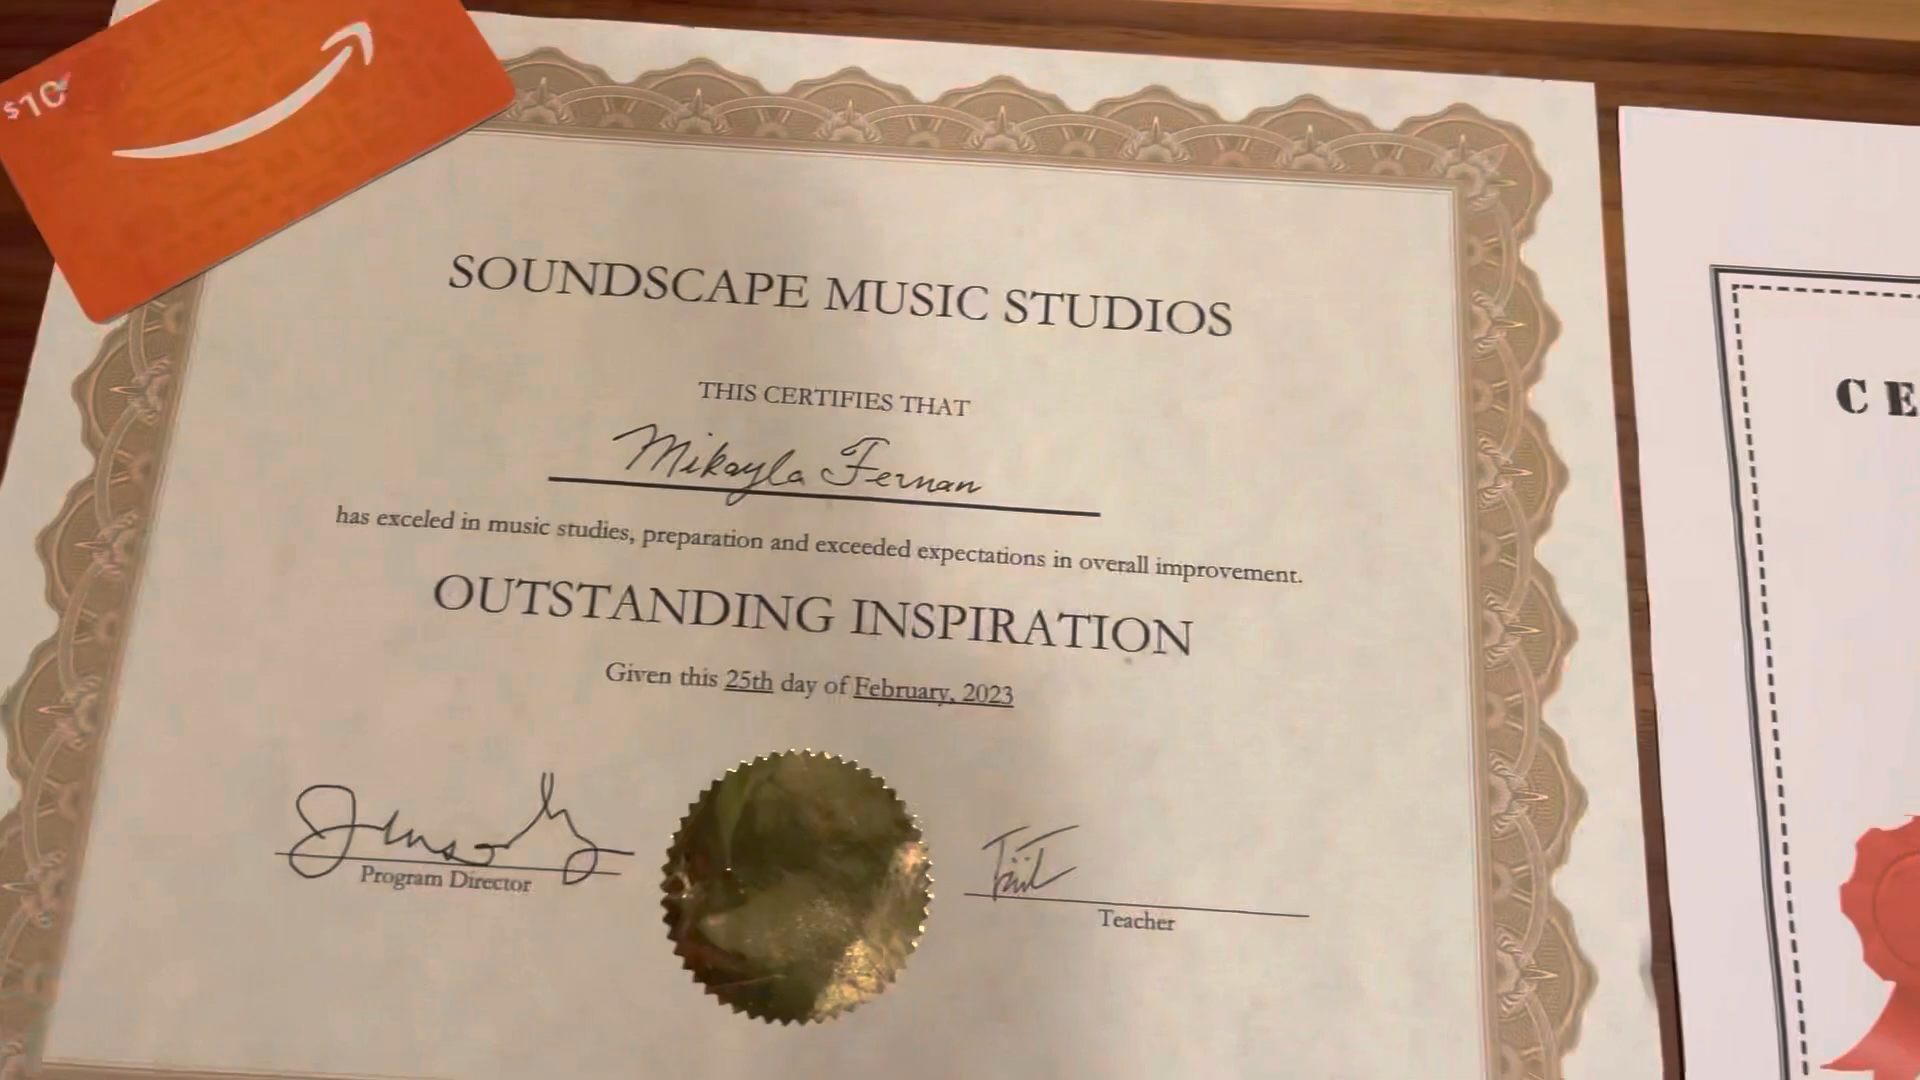 $10
SOUNDSCAPE MUSIC STUDIOS
THIS CERTIFIES THAT
Mikayla Fernan
has exceled in music studies, preparation and exceeded expectations in overall improvement.
OUTSTANDING INSPIRATION
Given this 25th day of February, 2023
Program Director
Teacher
CE